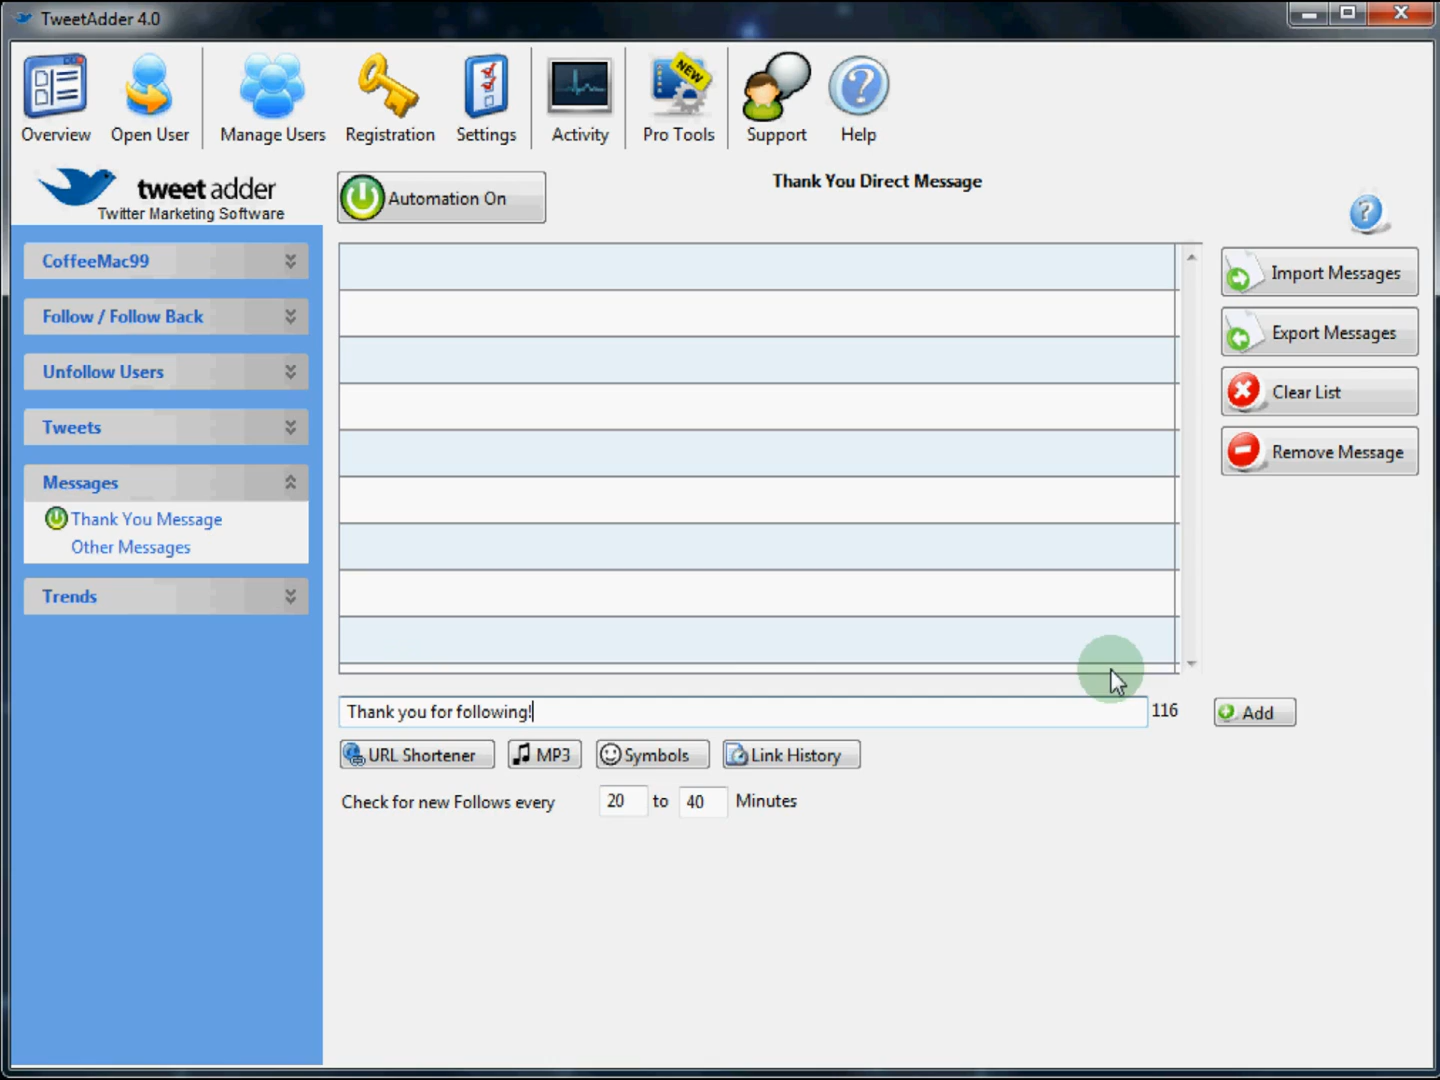 TweetAdder 4.0
Overview
Open User
Manage Users
Registration
Settings
Activity
NEW
Pro Tools
Support
Help
tweet adder
Twitter Marketing Software
Automation On
Thank You Direct Message
CoffeeMac99
Follow / Follow Back
Unfollow Users
Tweets
Messages
Thank You Message
Other Messages
Trends
Import Messages
Export Messages
Clear List
Remove Message
Thank you for following!
116
Add
URL Shortener
MP3
Symbols
Link History
Check for new Follows every 20 to 40 Minutes